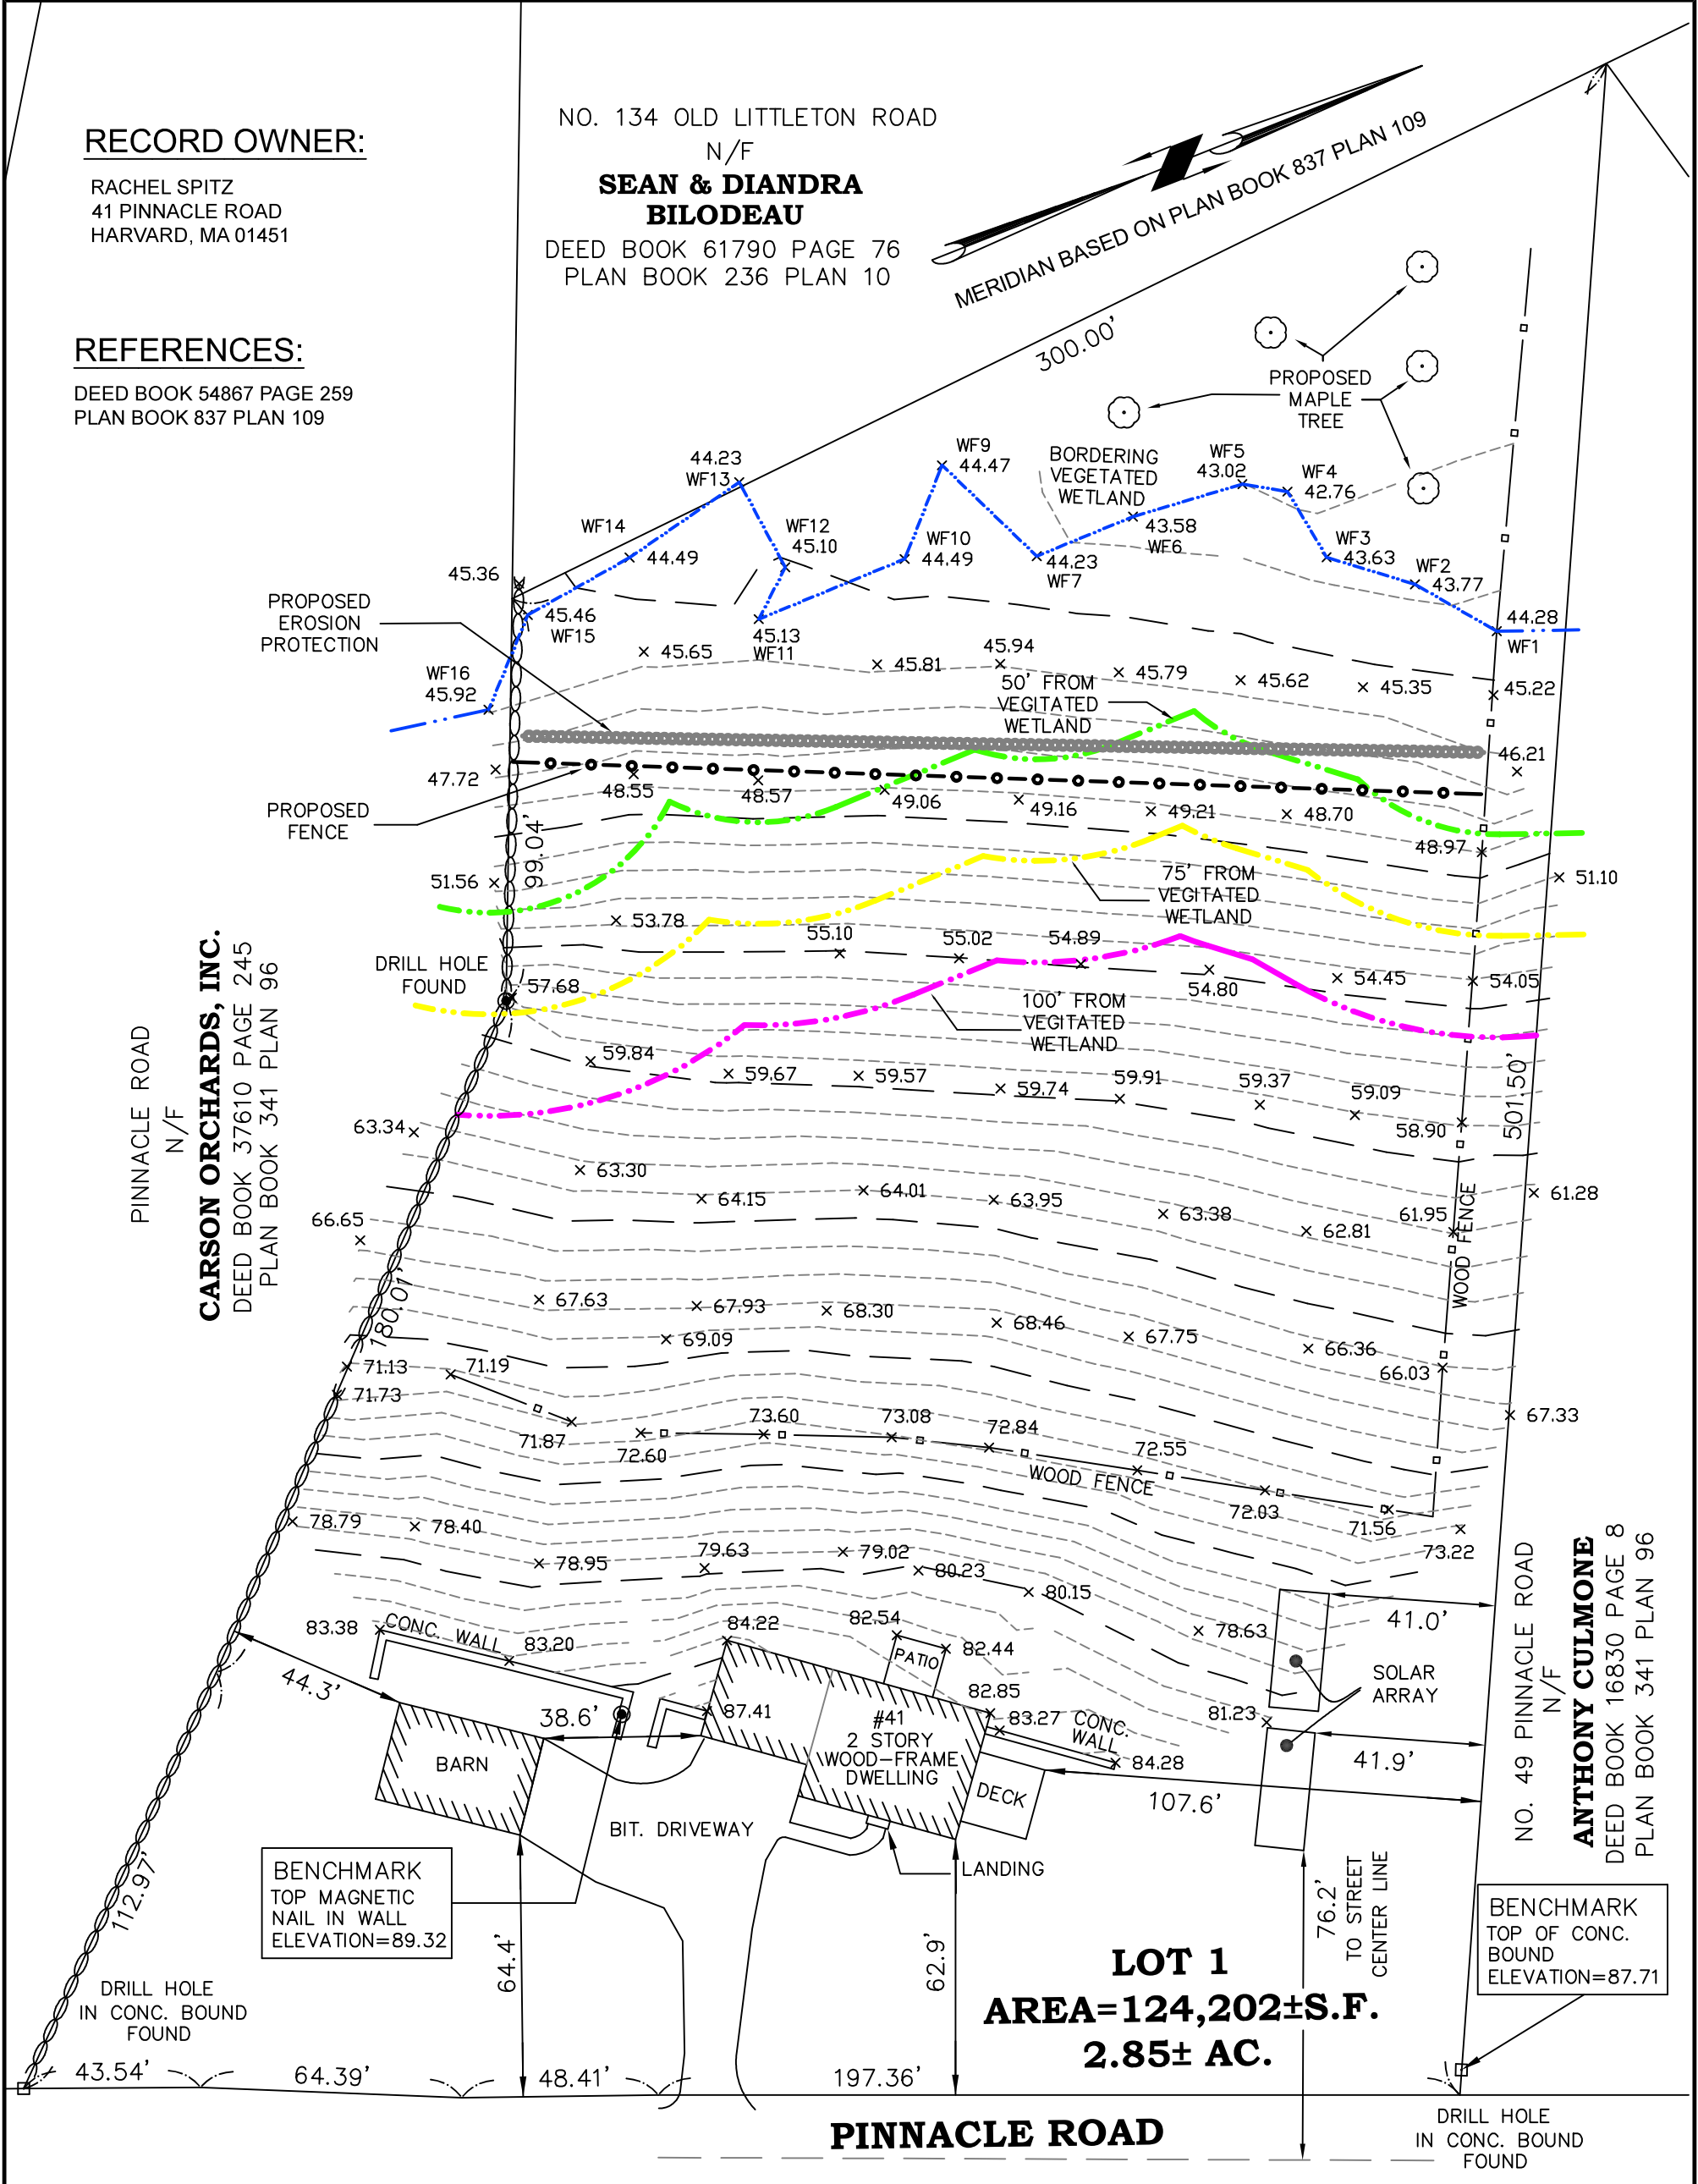 RECORD OWNER:
RACHEL SPITZ
41 PINNACLE ROAD
HARVARD, MA 01451
REFERENCES:
DEED BOOK 54867 PAGE 259
PLAN BOOK 837 PLAN 109
NO. 134 OLD LITTLETON ROAD
N/F
SEAN & DIANDRA
BILODEAU
DEED BOOK 61790 PAGE 76
PLAN BOOK 236 PLAN 10
MERIDIAN BASED ON PLAN BOOK 837 PLAN 109
300.00'
PROPOSED
MAPLE
TREE
BORDERING
VEGETATED
WETLAND
44.23
WF13
WF9
44.47
WF5
43.02
WF4
42.76
WF14
44.49
WF12
45.10
WF10
44.49
44.23
WF7
43.58
WF6
WF3
43.63
WF2
43.77
44.28
WF1
45.36
45.46
WF15
45.13
WF11
WF16
45.92
PROPOSED
EROSION
PROTECTION
45.65
45.81
45.94
45.79
45.62
45.35
45.22
50' FROM
VEGITATED
WETLAND
46.21
47.72
48.55
48.57
49.06
49.16
49.21
48.70
48.97
PROPOSED
FENCE
99.04'
51.56
51.10
75' FROM
VEGITATED
WETLAND
53.78
55.10
55.02
54.89
54.80
54.45
54.05
DRILL HOLE
FOUND
57.68
100' FROM
VEGITATED
WETLAND
59.84
59.67
59.57
59.74
59.91
59.37
59.09
58.90
501.50'
PINNACLE ROAD
N/F
CARSON ORCHARDS, INC.
DEED BOOK 37610 PAGE 245
PLAN BOOK 341 PLAN 96
63.34
63.30
64.15
64.01
63.95
63.38
62.81
61.95
61.28
WOOD FENCE
66.65
180.01'
67.63
67.93
68.30
68.46
67.75
66.36
66.03
69.09
71.13
71.19
71.73
67.33
71.87
72.60
73.60
73.08
72.84
72.55
72.03
71.56
73.22
WOOD FENCE
78.79
78.40
78.95
79.63
79.02
80.23
80.15
78.63
41.0'
83.38
CONC. WALL
83.20
84.22
82.54
82.44
PATIO
SOLAR
ARRAY
44.3'
38.6'
87.41
82.85
83.27
CONC.
WALL
84.28
81.23
41.9'
BARN
#41
2 STORY
WOOD-FRAME
DWELLING
DECK
107.6'
NO. 49 PINNACLE ROAD
N/F
ANTHONY CULMONE
DEED BOOK 16830 PAGE 8
PLAN BOOK 341 PLAN 96
BIT. DRIVEWAY
LANDING
BENCHMARK
TOP MAGNETIC
NAIL IN WALL
ELEVATION=89.32
112.97'
64.4'
62.9'
76.2'
TO STREET
CENTER LINE
BENCHMARK
TOP OF CONC.
BOUND
ELEVATION=87.71
LOT 1
AREA=124,202±S.F.
2.85± AC.
DRILL HOLE
IN CONC. BOUND
FOUND
43.54'
64.39'
48.41'
197.36'
PINNACLE ROAD
DRILL HOLE
IN CONC. BOUND
FOUND